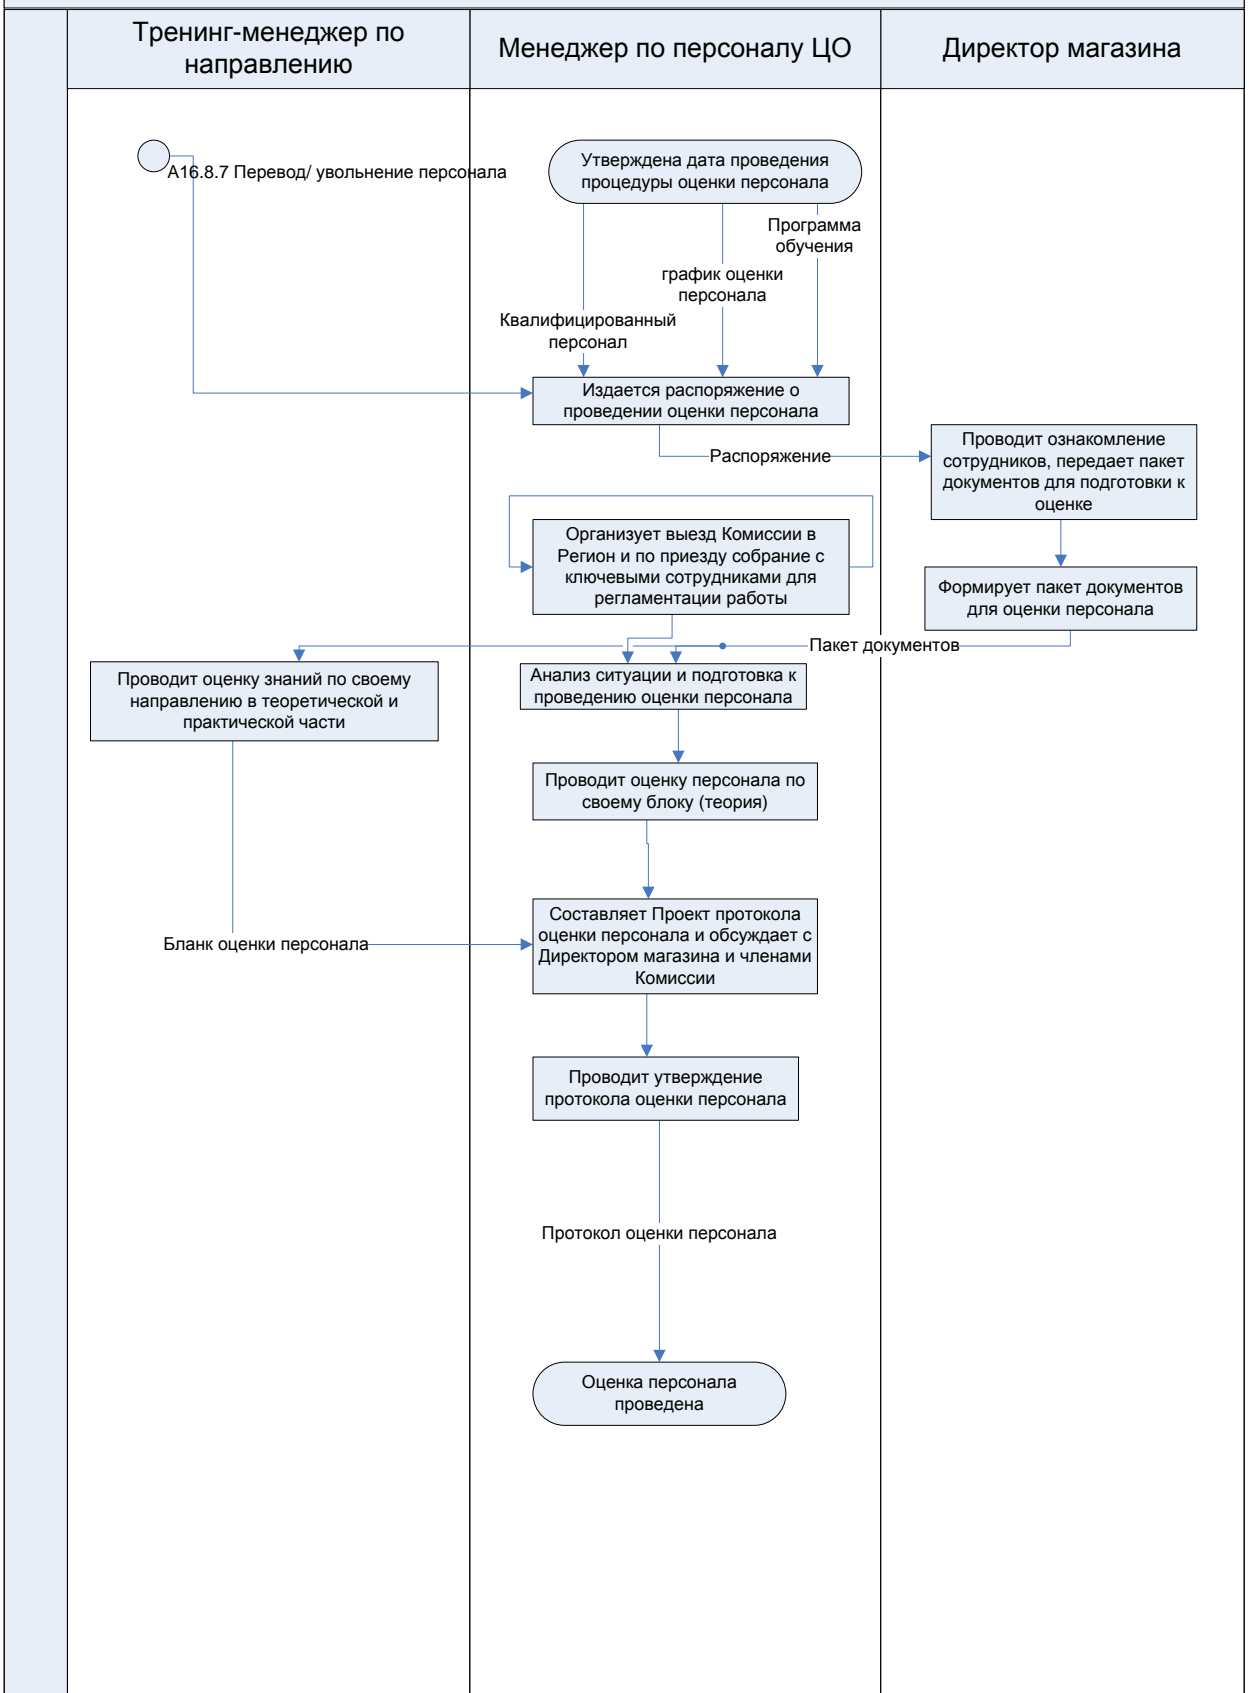 Тренинг-менеджер по
направлению
Менеджер по персоналу ЦО
Директор магазина
А16.8.7 Перевод/ увольнение персонала
Утверждена дата проведения
процедуры оценки персонала
Программа
обучения
график оценки
персонала
Квалифицированный
персонал
Издается распоряжение о
проведении оценки персонала
Распоряжение
Проводит ознакомление
сотрудников, передает пакет
документов для подготовки к
оценке
Организует выезд Комиссии в
Регион и по приезду собрание с
ключевыми сотрудниками для
регламентации работы
Формирует пакет документов
для оценки персонала
Пакет документов
Проводит оценку знаний по своему
направлению в теоретической и
практической части
Анализ ситуации и подготовка к
проведению оценки персонала
Проводит оценку персонала по
своему блоку (теория)
Составляет Проект протокола
оценки персонала и обсуждает с
Директором магазина и членами
Комиссии
Бланк оценки персонала
Проводит утверждение
протокола оценки персонала
Протокол оценки персонала
Оценка персонала
проведена